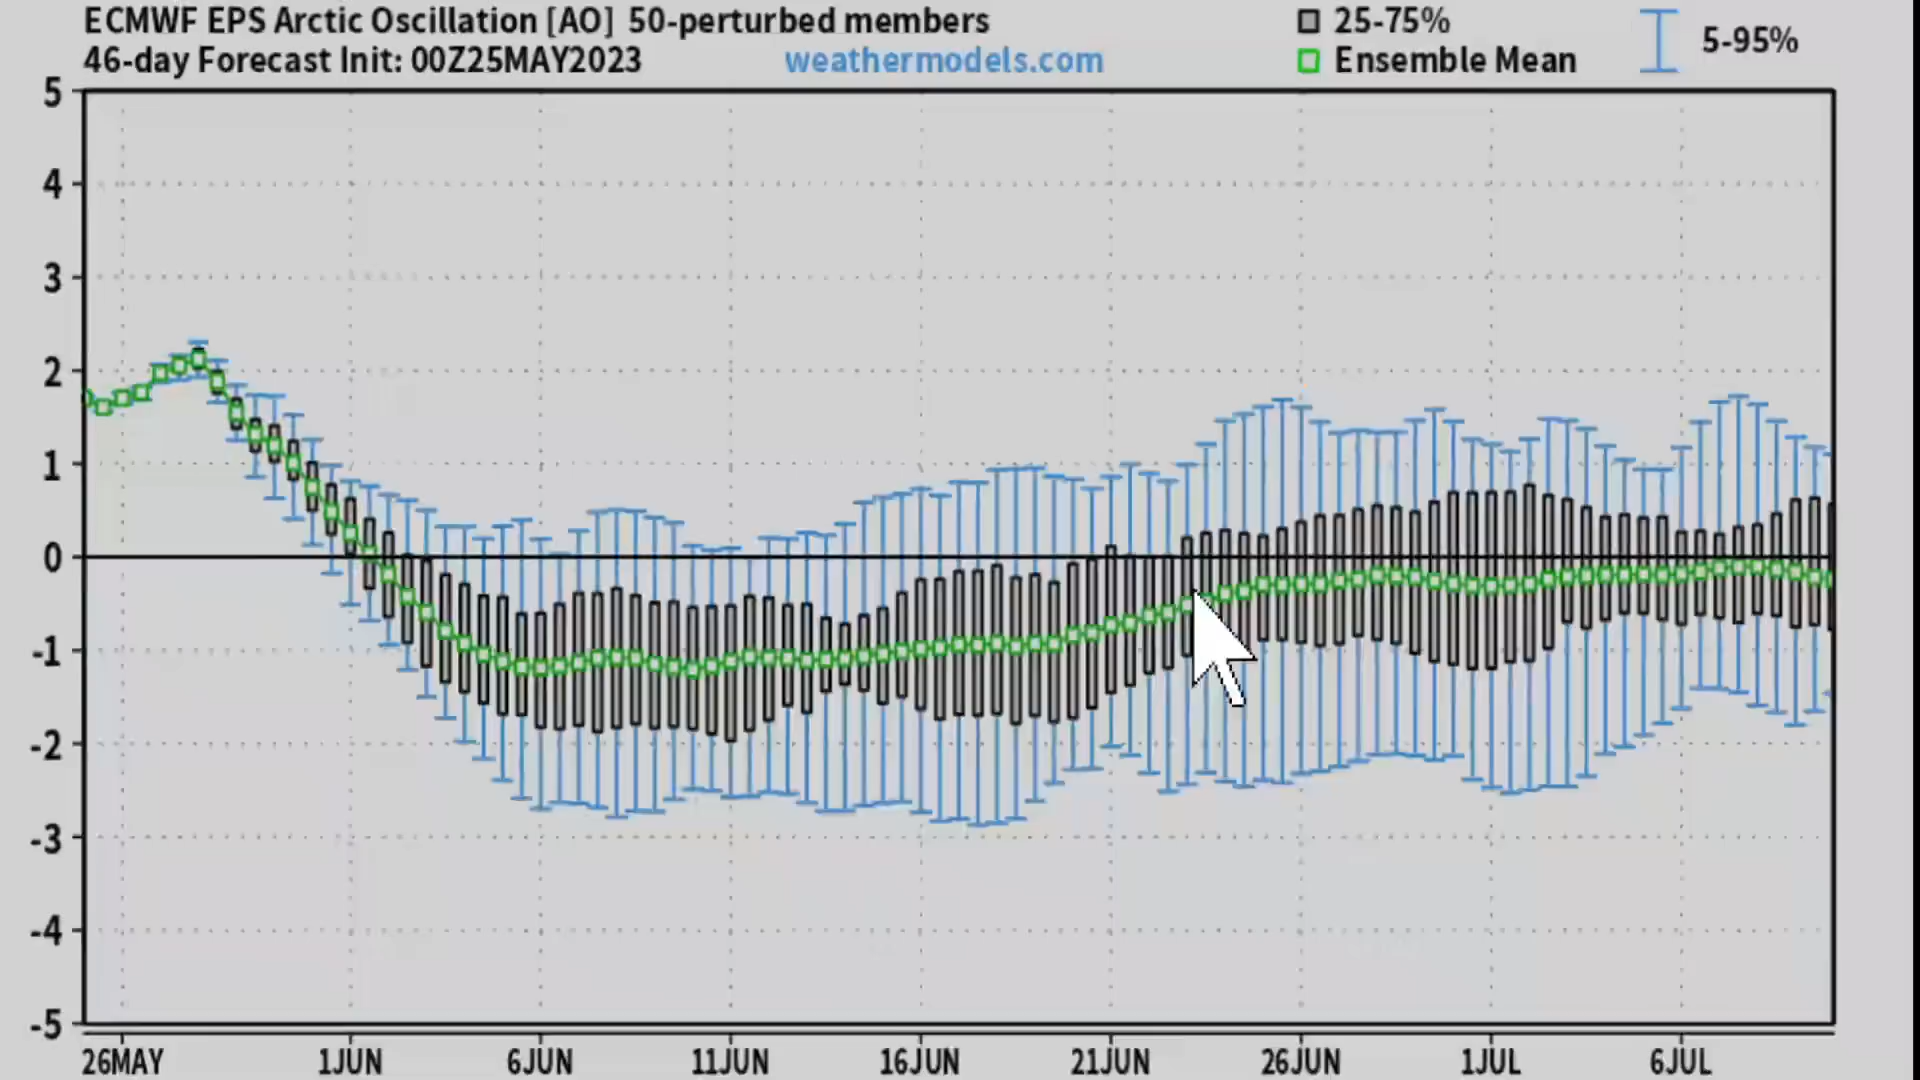 ECMWF EPS Arctic Oscillation [AO] 50-perturbed members
46-day Forecast Init: 00Z25MAY2023
weathermodels.com
25-75%
Ensemble Mean
5-95%
5
4
3
2
1
0
-1
-2
-3
-4
-5
26MAY 1JUN 6JUN 11JUN 16JUN 21JUN 26JUN 1JUL 6JUL